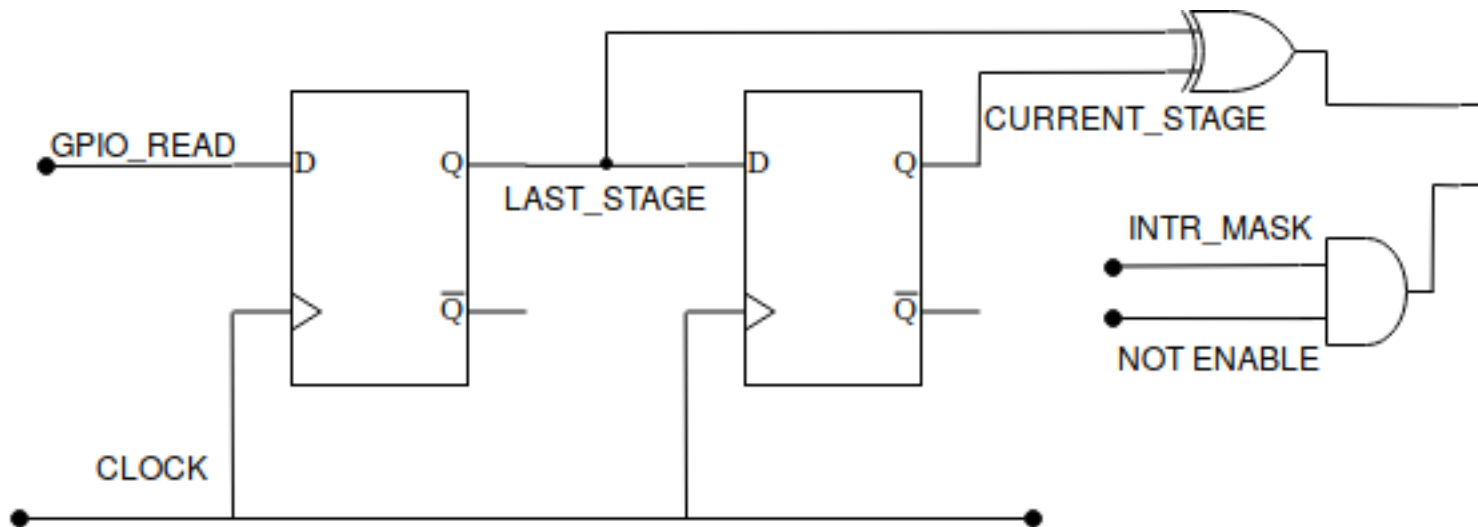 GPIO_READ
D
Q
LAST_STAGE
D
Q
CURRENT_STAGE
INTR_MASK
Q̅
Q̅
NOT ENABLE
CLOCK